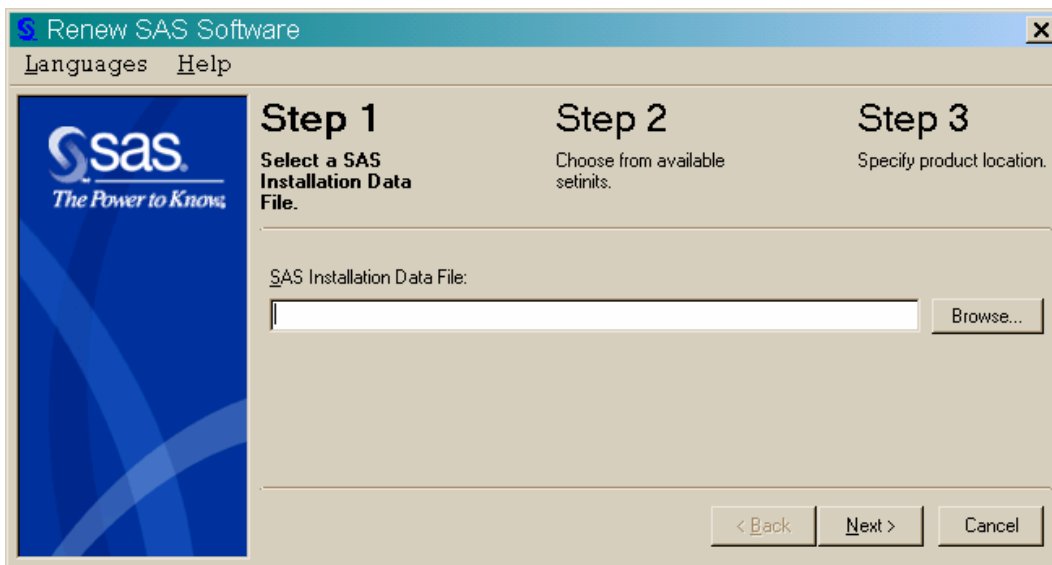 Renew SAS Software
Languages Help
sas.
The Power to Know.
Step 1
Select a SAS
Installation Data
File.
Step 2
Choose from available
setinits.
Step 3
Specify product location.
SAS Installation Data File:
Browse...
< Back
Next >
Cancel